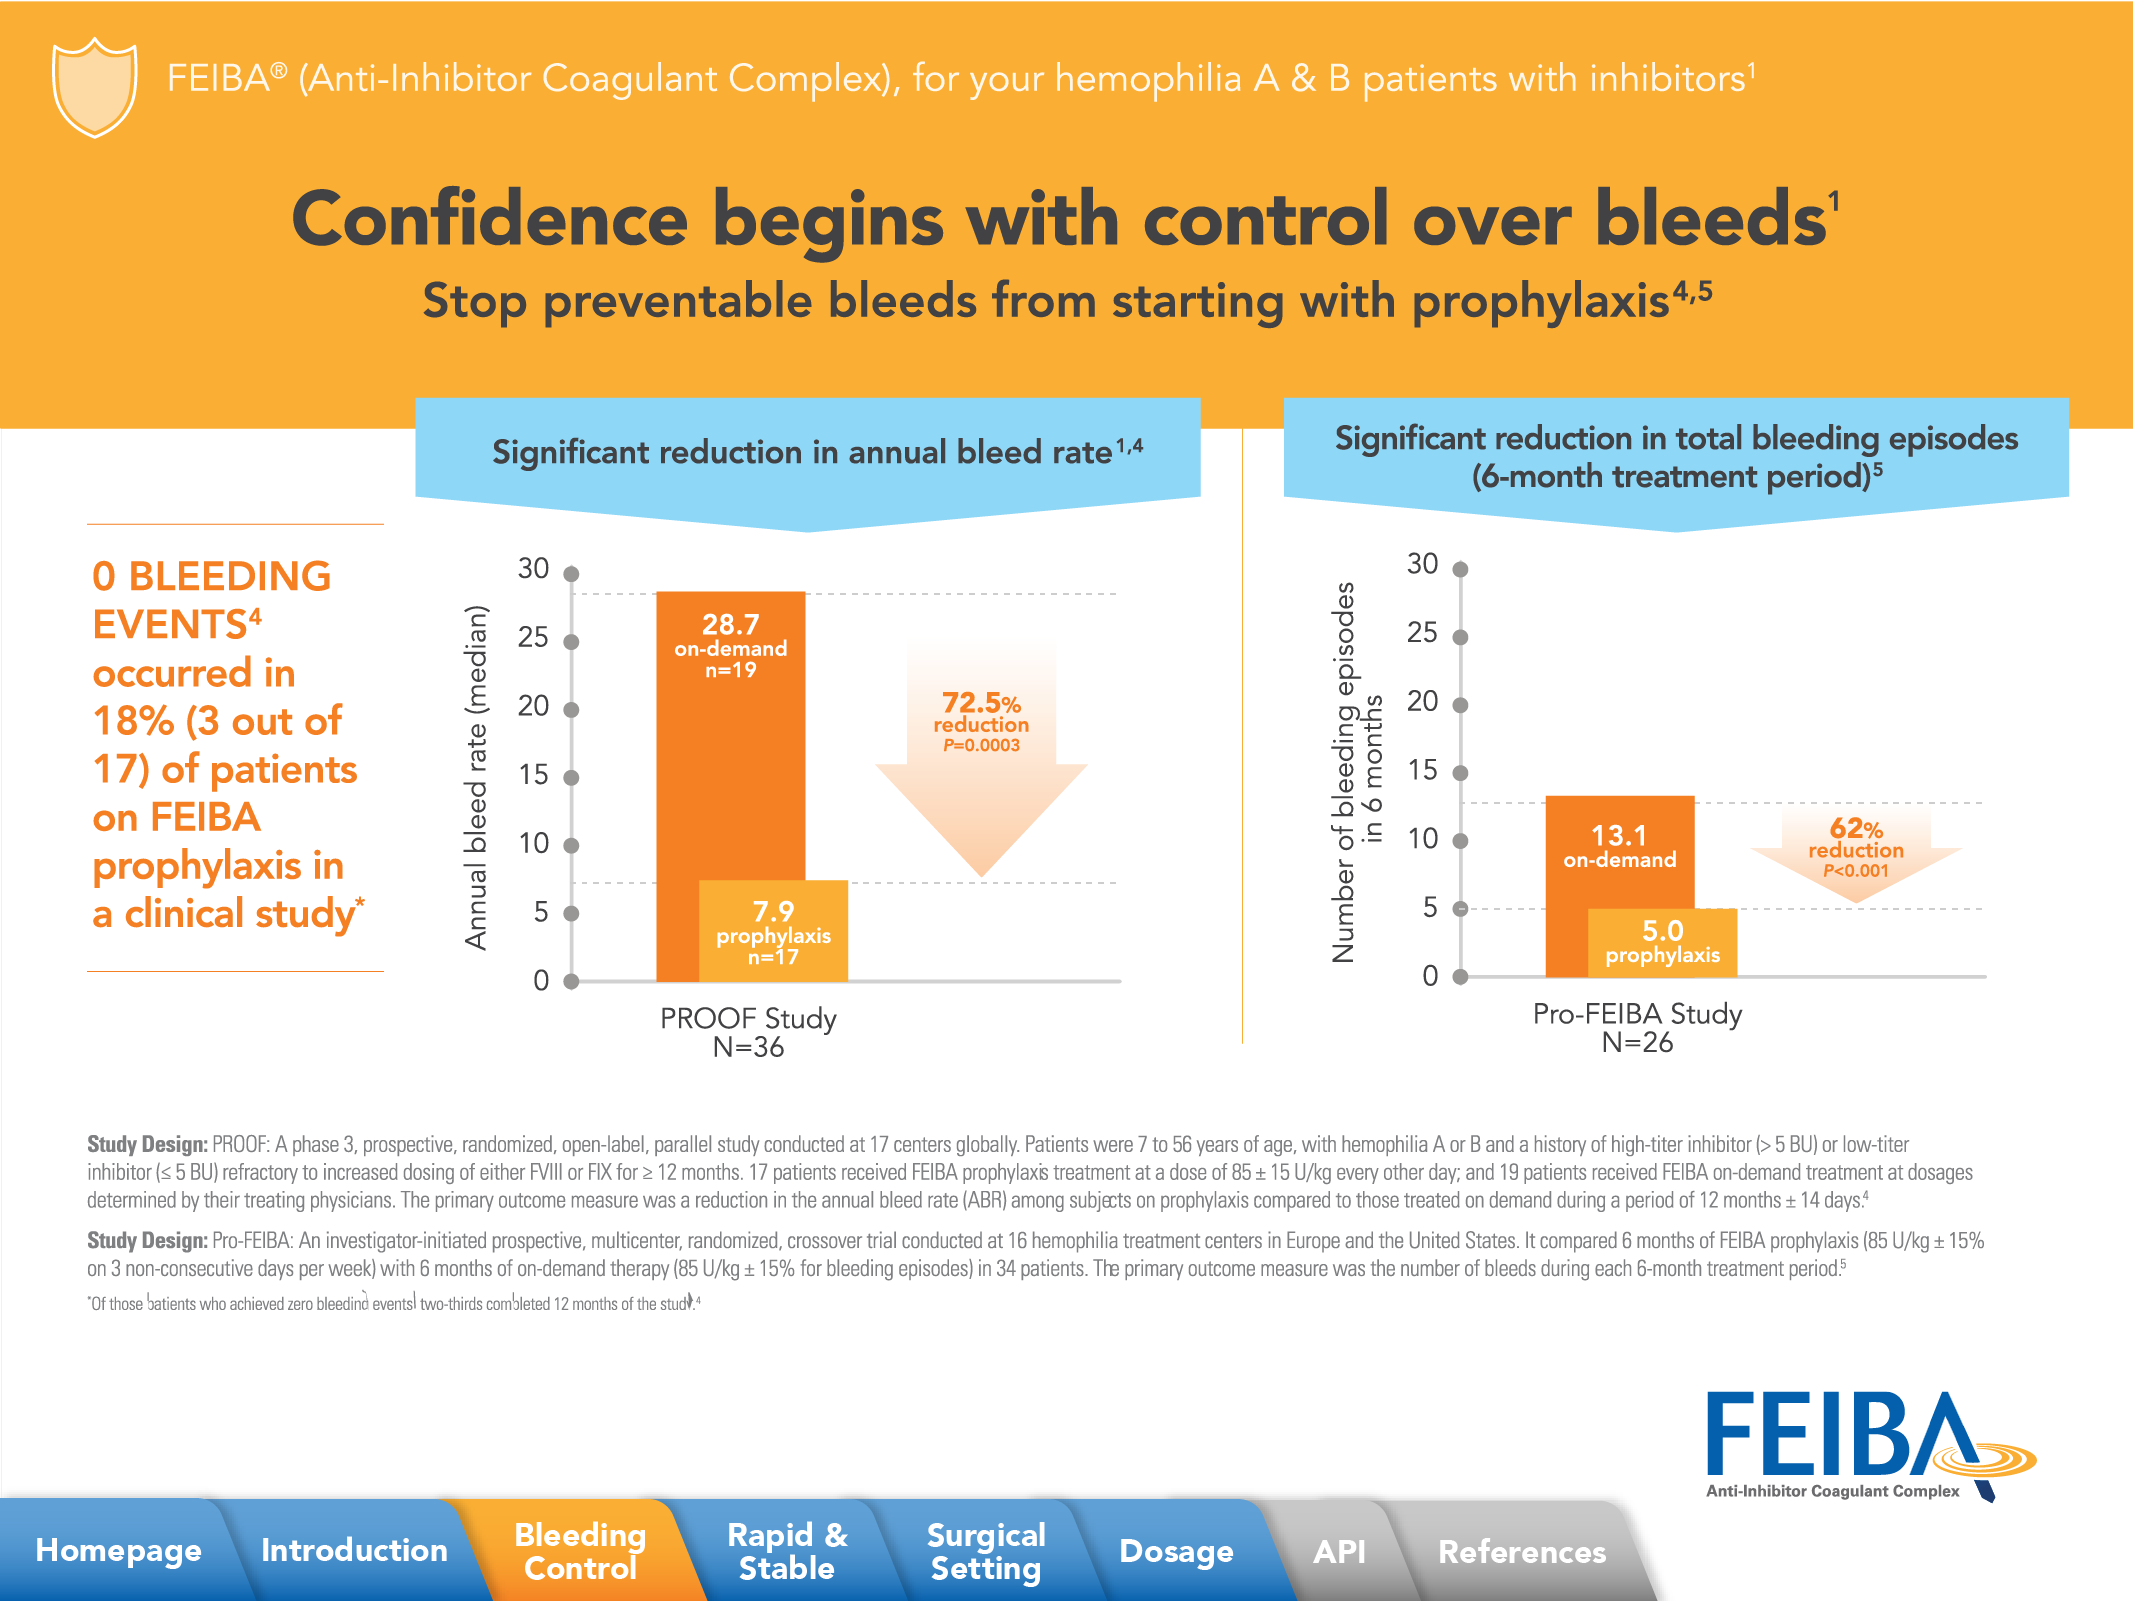 FEIBA® (Anti-Inhibitor Coagulant Complex), for your hemophilia A & B patients with inhibitors¹
Confidence begins with control over bleeds¹
Stop preventable bleeds from starting with prophylaxis⁴,⁵
0 BLEEDING
EVENTS⁴
occurred in
18% (3 out of
17) of patients
on FEIBA
prophylaxis in
a clinical study*
Significant reduction in annual bleed rate¹,⁴
Annual bleed rate (median)
30
25
20
15
10
5
0
28.7
on-demand
n=19
7.9
prophylaxis
n=17
72.5%
reduction
P=0.0003
PROOF Study
N=36
Significant reduction in total bleeding episodes
(6-month treatment period)⁵
Number of bleeding episodes
in 6 months
30
25
20
15
10
5
0
13.1
on-demand
5.0
prophylaxis
62%
reduction
P<0.001
Pro-FEIBA Study
N=26
Study Design: PROOF: A phase 3, prospective, randomized, open-label, parallel study conducted at 17 centers globally. Patients were 7 to 56 years of age, with hemophilia A or B and a history of high-titer inhibitor (> 5 BU) or low-titer
inhibitor (≤ 5 BU) refractory to increased dosing of either FVIII or FIX for ≥ 12 months. 17 patients received FEIBA prophylaxis treatment at a dose of 85 ± 15 U/kg every other day; and 19 patients received FEIBA on-demand treatment at dosages
determined by their treating physicians. The primary outcome measure was a reduction in the annual bleed rate (ABR) among subjects on prophylaxis compared to those treated on demand during a period of 12 months ± 14 days.⁴
Study Design: Pro-FEIBA: An investigator-initiated prospective, multicenter, randomized, crossover trial conducted at 16 hemophilia treatment centers in Europe and the United States. It compared 6 months of FEIBA prophylaxis (85 U/kg ± 15%
on 3 non-consecutive days per week) with 6 months of on-demand therapy (85 U/kg ± 15% for bleeding episodes) in 34 patients. The primary outcome measure was the number of bleeds during each 6-month treatment period.⁵
*Of those patients who achieved zero bleeding events, two-thirds completed 12 months of the study.⁴
FEIBA
Anti-Inhibitor Coagulant Complex
Homepage
Introduction
Bleeding
Control
Rapid &
Stable
Surgical
Setting
Dosage
API
References